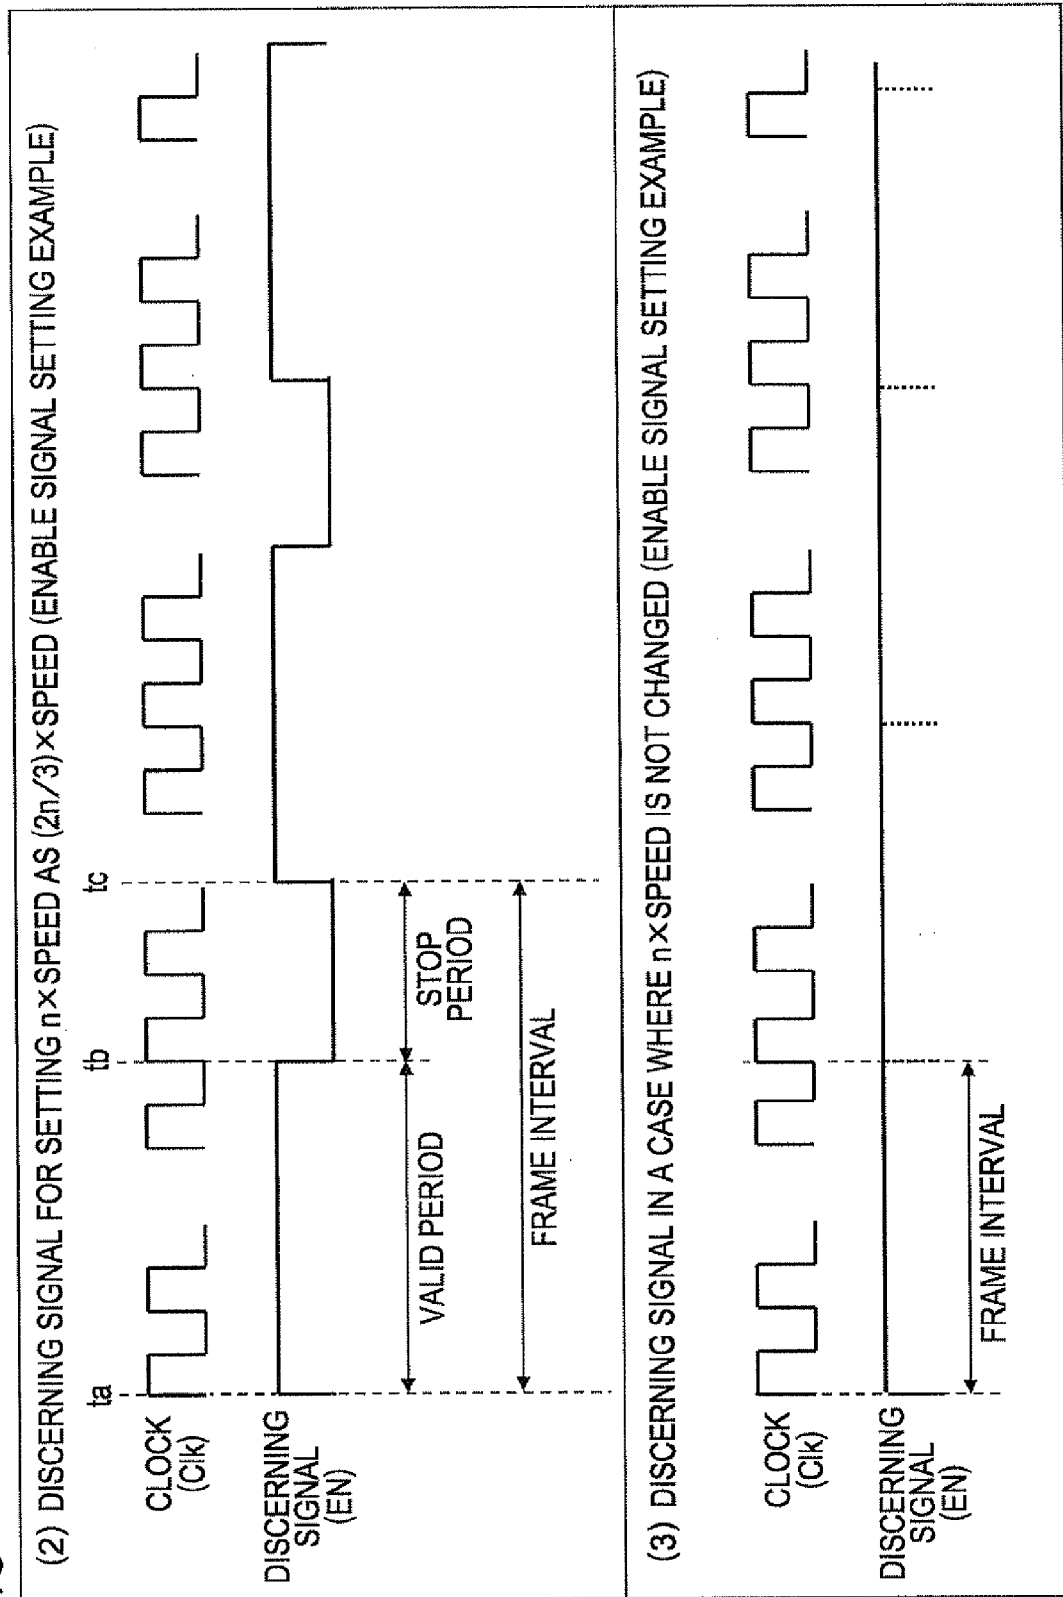 (2) DISCERNING SIGNAL FOR SETTING n×SPEED AS (2n/3)×SPEED (ENABLE SIGNAL SETTING EXAMPLE)
ta
tb
tc
CLOCK
(Clk)
DISCERNING
SIGNAL
(EN)
VALID PERIOD
STOP
PERIOD
FRAME INTERVAL
(3) DISCERNING SIGNAL IN A CASE WHERE n×SPEED IS NOT CHANGED (ENABLE SIGNAL SETTING EXAMPLE)
CLOCK
(Clk)
DISCERNING
SIGNAL
(EN)
FRAME INTERVAL